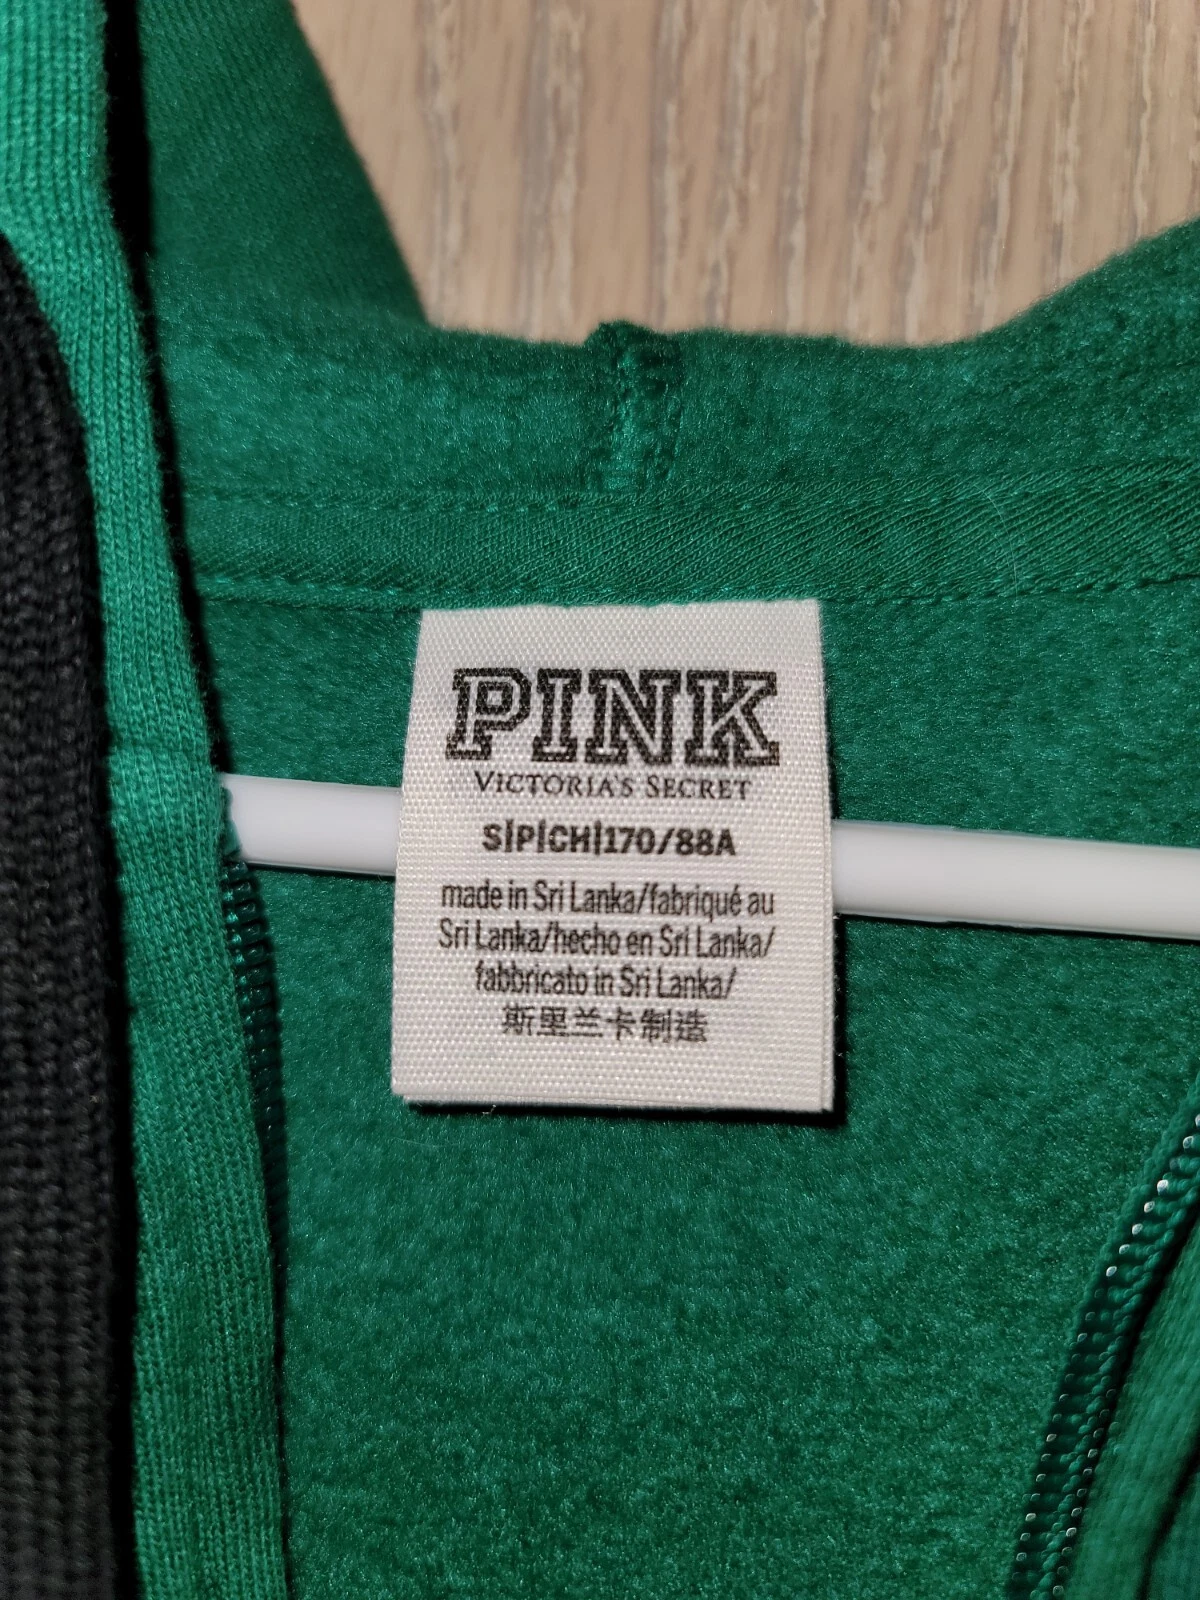 PINK
VICTORIA'S SECRET
S|P|CH|170/88A
made in Sri Lanka/fabriqué au
Sri Lanka/hecho en Sri Lanka/
fabbricato in Sri Lanka/
斯里兰卡制造